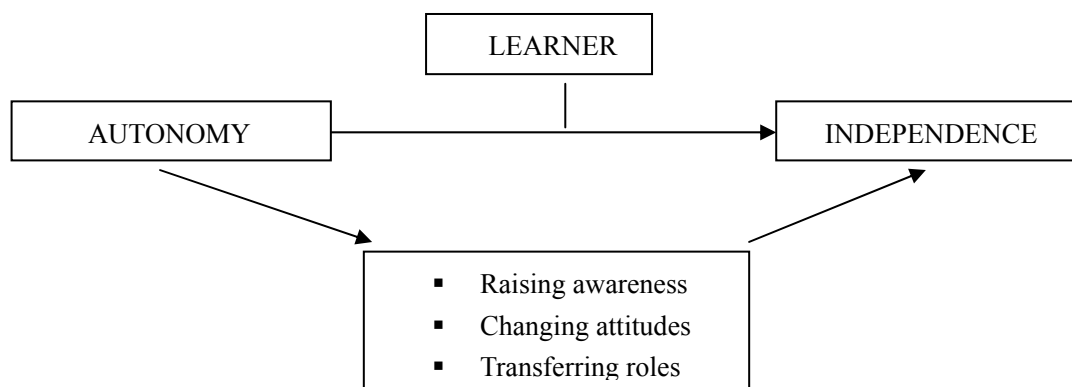 LEARNER
AUTONOMY
INDEPENDENCE
▪ Raising awareness
▪ Changing attitudes
▪ Transferring roles